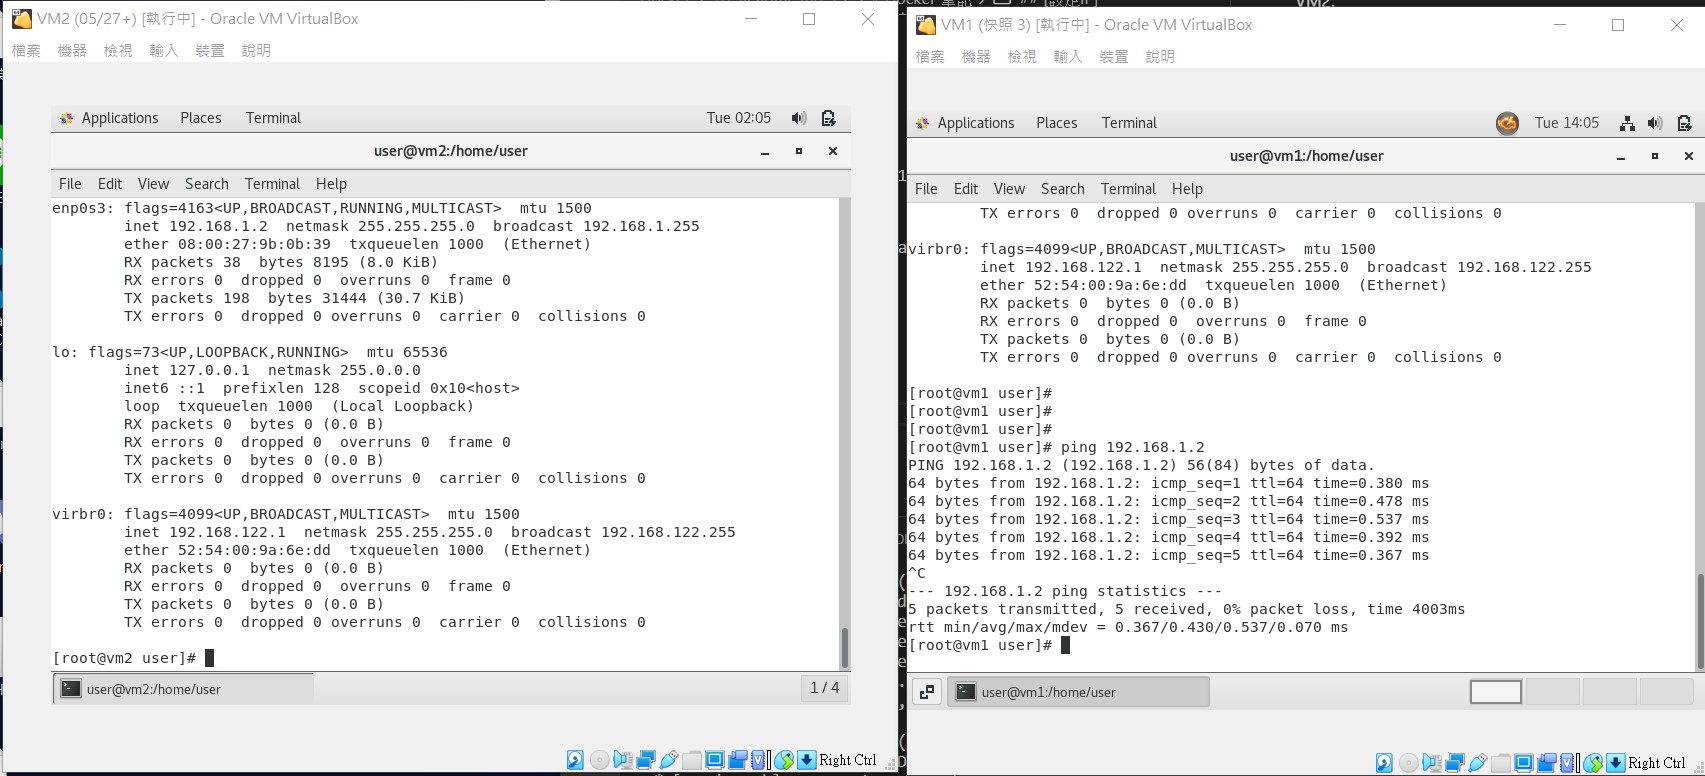 VM2 (05/27+) [執行中] - Oracle VM VirtualBox
檔案 機器 檢視 輸入 裝置 說明
Applications Places Terminal Tue 02:05
user@vm2:/home/user
File Edit View Search Terminal Help
enp0s3: flags=4163<UP,BROADCAST,RUNNING,MULTICAST>  mtu 1500
        inet 192.168.1.2  netmask 255.255.255.0  broadcast 192.168.1.255
        ether 08:00:27:9b:0b:39  txqueuelen 1000  (Ethernet)
        RX packets 38  bytes 8195 (8.0 KiB)
        RX errors 0  dropped 0  overruns 0  frame 0
        TX packets 198  bytes 31444 (30.7 KiB)
        TX errors 0  dropped 0 overruns 0  carrier 0  collisions 0
lo: flags=73<UP,LOOPBACK,RUNNING>  mtu 65536
        inet 127.0.0.1  netmask 255.0.0.0
        inet6 ::1  prefixlen 128  scopeid 0x10<host>
        loop  txqueuelen 1000  (Local Loopback)
        RX packets 0  bytes 0 (0.0 B)
        RX errors 0  dropped 0  overruns 0  frame 0
        TX packets 0  bytes 0 (0.0 B)
        TX errors 0  dropped 0 overruns 0  carrier 0  collisions 0
virbr0: flags=4099<UP,BROADCAST,MULTICAST>  mtu 1500
        inet 192.168.122.1  netmask 255.255.255.0  broadcast 192.168.122.255
        ether 52:54:00:9a:6e:dd  txqueuelen 1000  (Ethernet)
        RX packets 0  bytes 0 (0.0 B)
        RX errors 0  dropped 0  overruns 0  frame 0
        TX packets 0  bytes 0 (0.0 B)
        TX errors 0  dropped 0 overruns 0  carrier 0  collisions 0
[root@vm2 user]#
user@vm2:/home/user 1 / 4
Right Ctrl
VM1 (快照 3) [執行中] - Oracle VM VirtualBox
檔案 機器 檢視 輸入 裝置 說明
Applications Places Terminal Tue 14:05
user@vm1:/home/user
File Edit View Search Terminal Help
        TX errors 0  dropped 0 overruns 0  carrier 0  collisions 0
virbr0: flags=4099<UP,BROADCAST,MULTICAST>  mtu 1500
        inet 192.168.122.1  netmask 255.255.255.0  broadcast 192.168.122.255
        ether 52:54:00:9a:6e:dd  txqueuelen 1000  (Ethernet)
        RX packets 0  bytes 0 (0.0 B)
        RX errors 0  dropped 0  overruns 0  frame 0
        TX packets 0  bytes 0 (0.0 B)
        TX errors 0  dropped 0 overruns 0  carrier 0  collisions 0
[root@vm1 user]#
[root@vm1 user]#
[root@vm1 user]#
[root@vm1 user]# ping 192.168.1.2
PING 192.168.1.2 (192.168.1.2) 56(84) bytes of data.
64 bytes from 192.168.1.2: icmp_seq=1 ttl=64 time=0.380 ms
64 bytes from 192.168.1.2: icmp_seq=2 ttl=64 time=0.478 ms
64 bytes from 192.168.1.2: icmp_seq=3 ttl=64 time=0.537 ms
64 bytes from 192.168.1.2: icmp_seq=4 ttl=64 time=0.392 ms
64 bytes from 192.168.1.2: icmp_seq=5 ttl=64 time=0.367 ms
^C
--- 192.168.1.2 ping statistics ---
5 packets transmitted, 5 received, 0% packet loss, time 4003ms
rtt min/avg/max/mdev = 0.367/0.430/0.537/0.070 ms
[root@vm1 user]#
user@vm1:/home/user
Right Ctrl